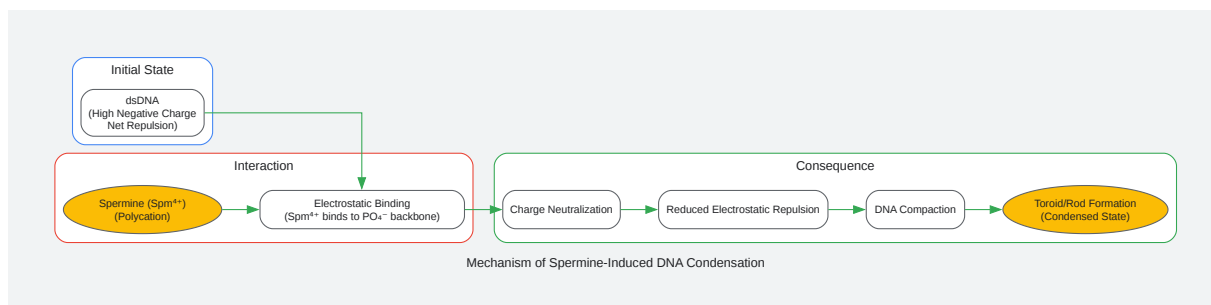 Initial State
dsDNA
(High Negative Charge
Net Repulsion)
Interaction
Spermine (Spm⁴⁺)
(Polycation)
Electrostatic Binding
(Spm⁴⁺ binds to PO₄⁻ backbone)
Consequence
Charge Neutralization
Reduced Electrostatic Repulsion
DNA Compaction
Toroid/Rod Formation
(Condensed State)
Mechanism of Spermine-Induced DNA Condensation